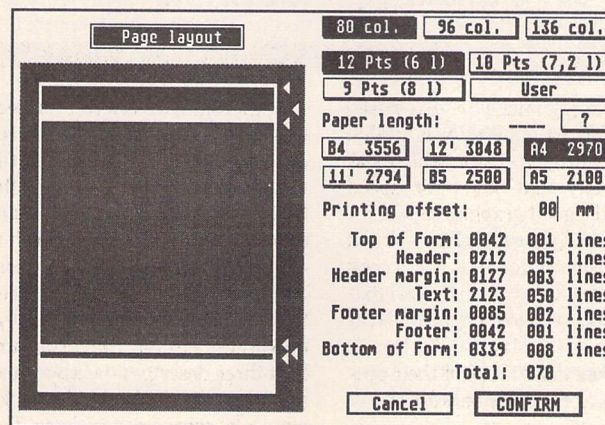 Page layout
80 col. 96 col. 136 col.
12 Pts (6 l) 10 Pts (7,2 l)
9 Pts (8 l) User
Paper length: ____ ?
B4 3556 12' 3048 A4 2970
11' 2794 B5 2500 A5 2100
Printing offset: 00 mm
Top of Form: 0042 001 lines
Header: 0212 005 lines
Header margin: 0127 003 lines
Text: 2123 050 lines
Footer margin: 0085 002 lines
Footer: 0042 001 lines
Bottom of Form: 0339 008 lines
Total: 070
Cancel CONFIRM